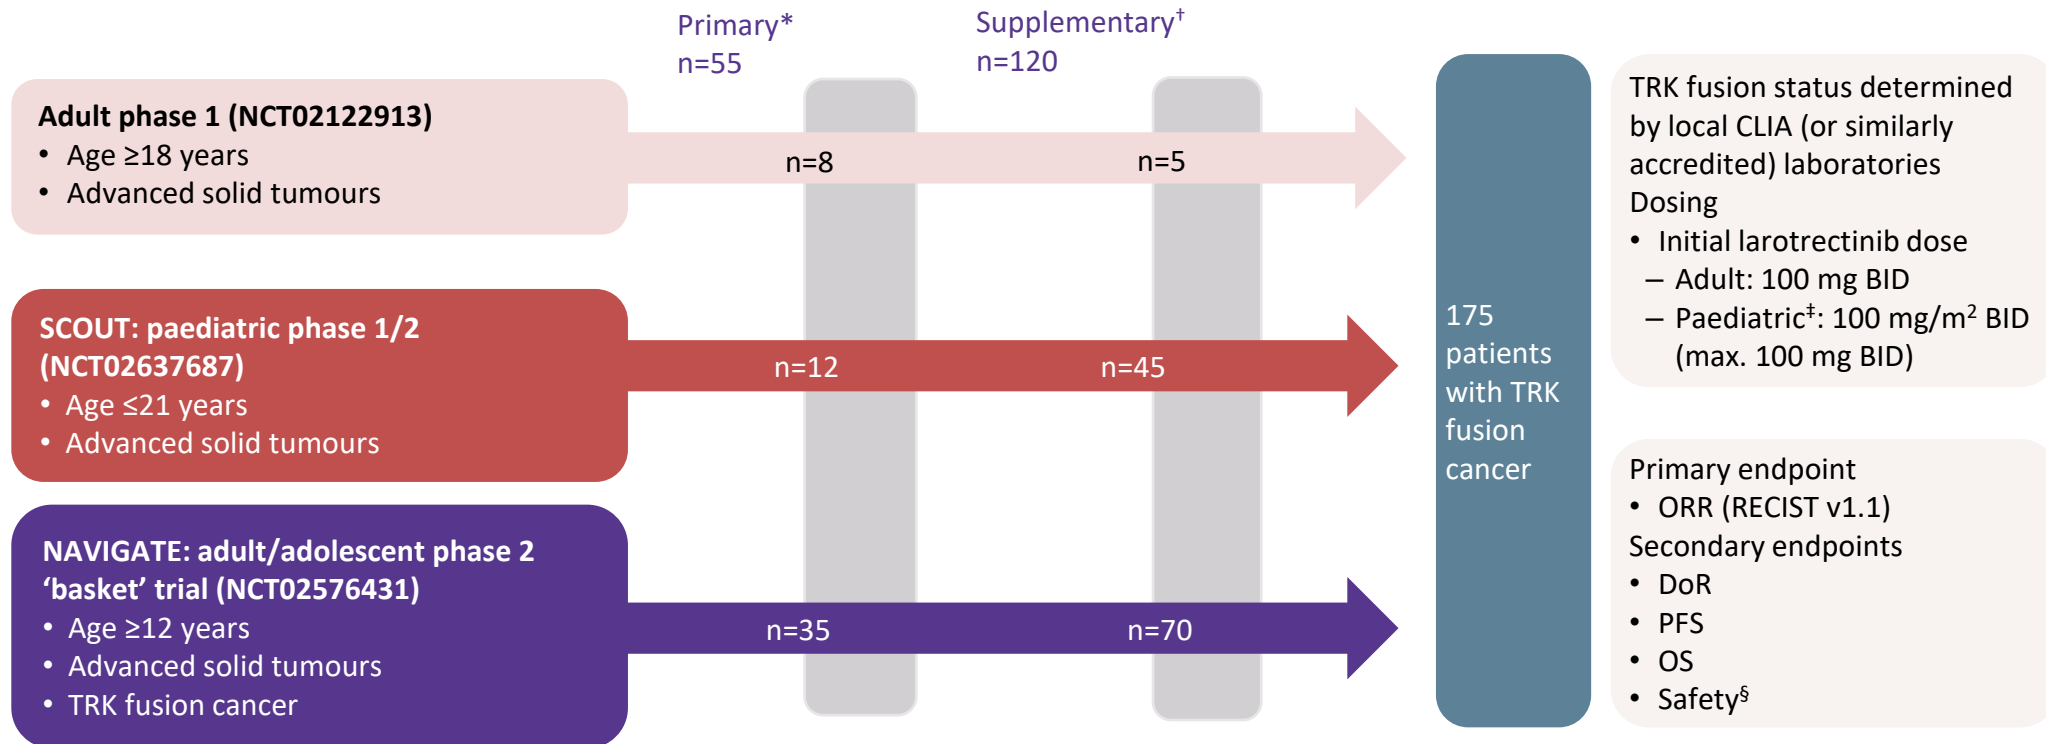 Primary*
n=55
Supplementary†
n=120
Adult phase 1 (NCT02122913)
• Age ≥18 years
• Advanced solid tumours
n=8
n=5
SCOUT: paediatric phase 1/2
(NCT02637687)
• Age ≤21 years
• Advanced solid tumours
n=12
n=45
NAVIGATE: adult/adolescent phase 2
‘basket’ trial (NCT02576431)
• Age ≥12 years
• Advanced solid tumours
• TRK fusion cancer
n=35
n=70
175
patients
with TRK
fusion
cancer
TRK fusion status determined
by local CLIA (or similarly
accredited) laboratories
Dosing
• Initial larotrectinib dose
– Adult: 100 mg BID
– Paediatric‡: 100 mg/m² BID
(max. 100 mg BID)
Primary endpoint
• ORR (RECIST v1.1)
Secondary endpoints
• DoR
• PFS
• OS
• Safety§